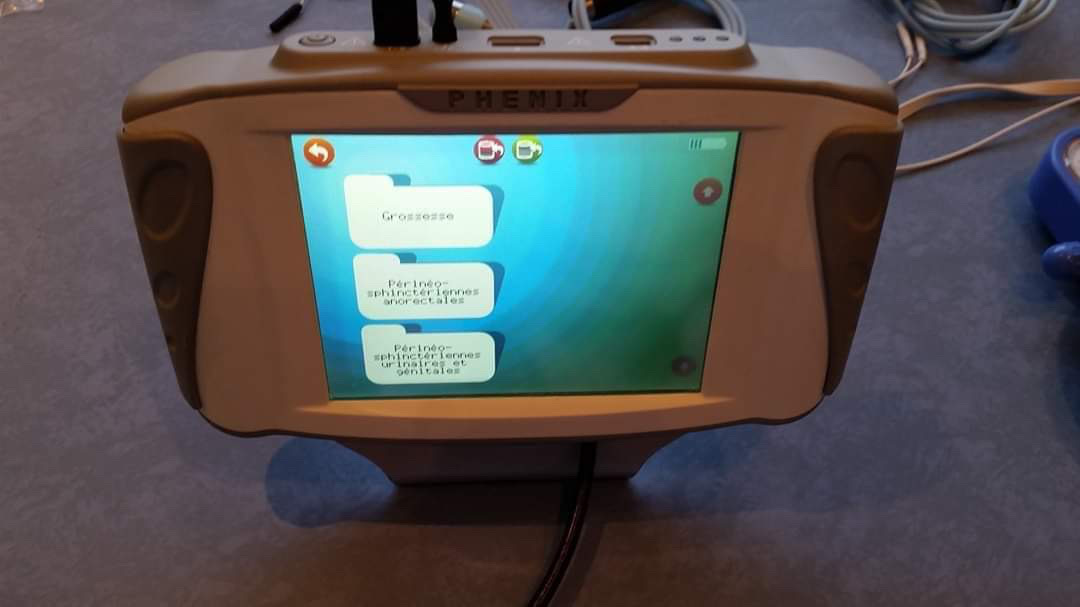 PHENIX
Grossesse
Périnéo-
sphinctériennes
anorectales
Périnéo-
sphinctériennes
urinaires et
génitales